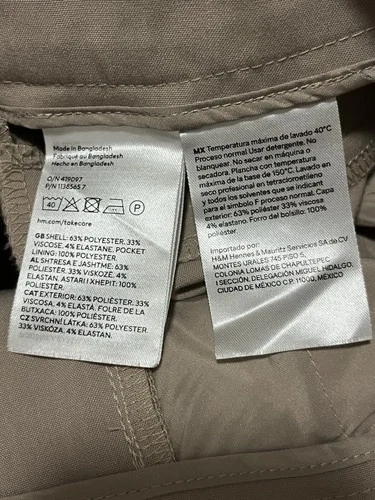 Made in Bangladesh
Fabriqué au Bangladesh
Hecho en Bangladesh
O/N 419097
P/N 1138565.7
40
P
hm.com/takecare
GB SHELL: 63% POLYESTER. 33%
VISCOSE. 4% ELASTANE. POCKET
LINING: 100% POLYESTER.
AL SHTRESA E JASHTME: 63%
POLIESTËR. 33% VISKOZË. 4%
ELASTAN. ASTARI I XHEPIT: 100%
POLIESTËR.
CAT EXTERIOR: 63% POLIÈSTER. 33%
VISCOSA. 4% ELASTÀ. FOLRE DE LA
BUTXACA: 100% POLIÈSTER.
CZ SVRCHNÍ LÁTKA: 63% POLYESTER.
33% VISKÓZA. 4% ELASTAN.
MX Temperatura máxima de lavado 40°C
Proceso normal Usar detergente. No
blanquear. No secar en máquina o
secadora. Plancha con temperatura
máxima de la base de 150°C. Lavado en
seco profesional en tetracloroetileno
y todos los solventes que se indican
para el símbolo F proceso normal. Capa
exterior: 63% poliéster 33% viscosa
4% elastano. Forro del bolsillo: 100%
poliéster.
Importado por:
H&M Hennes & Mauritz Servicios SA de CV
MONTES URALES 745 PISO 5,
COLONIA LOMAS DE CHAPULTEPEC
I SECCIÓN, DELEGACIÓN MIGUEL HIDALGO,
CIUDAD DE MÉXICO C.P. 11000, MÉXICO